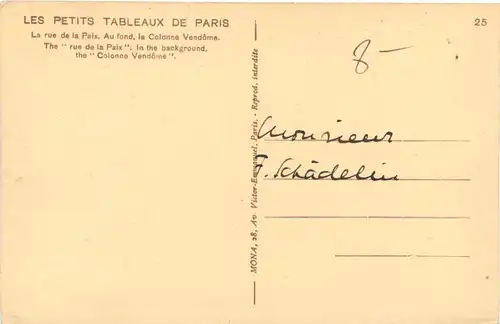 LES PETITS TABLEAUX DE PARIS
La rue de la Paix. Au fond, la Colonne Vendôme.
The " rue de la Paix ". In the background,
the " Colonne Vendôme ".
MONA, 28, Av. Victor-Emmanuel, Paris. - Reprod. interdite
25
8 —
Monsieur
F. Schädelin